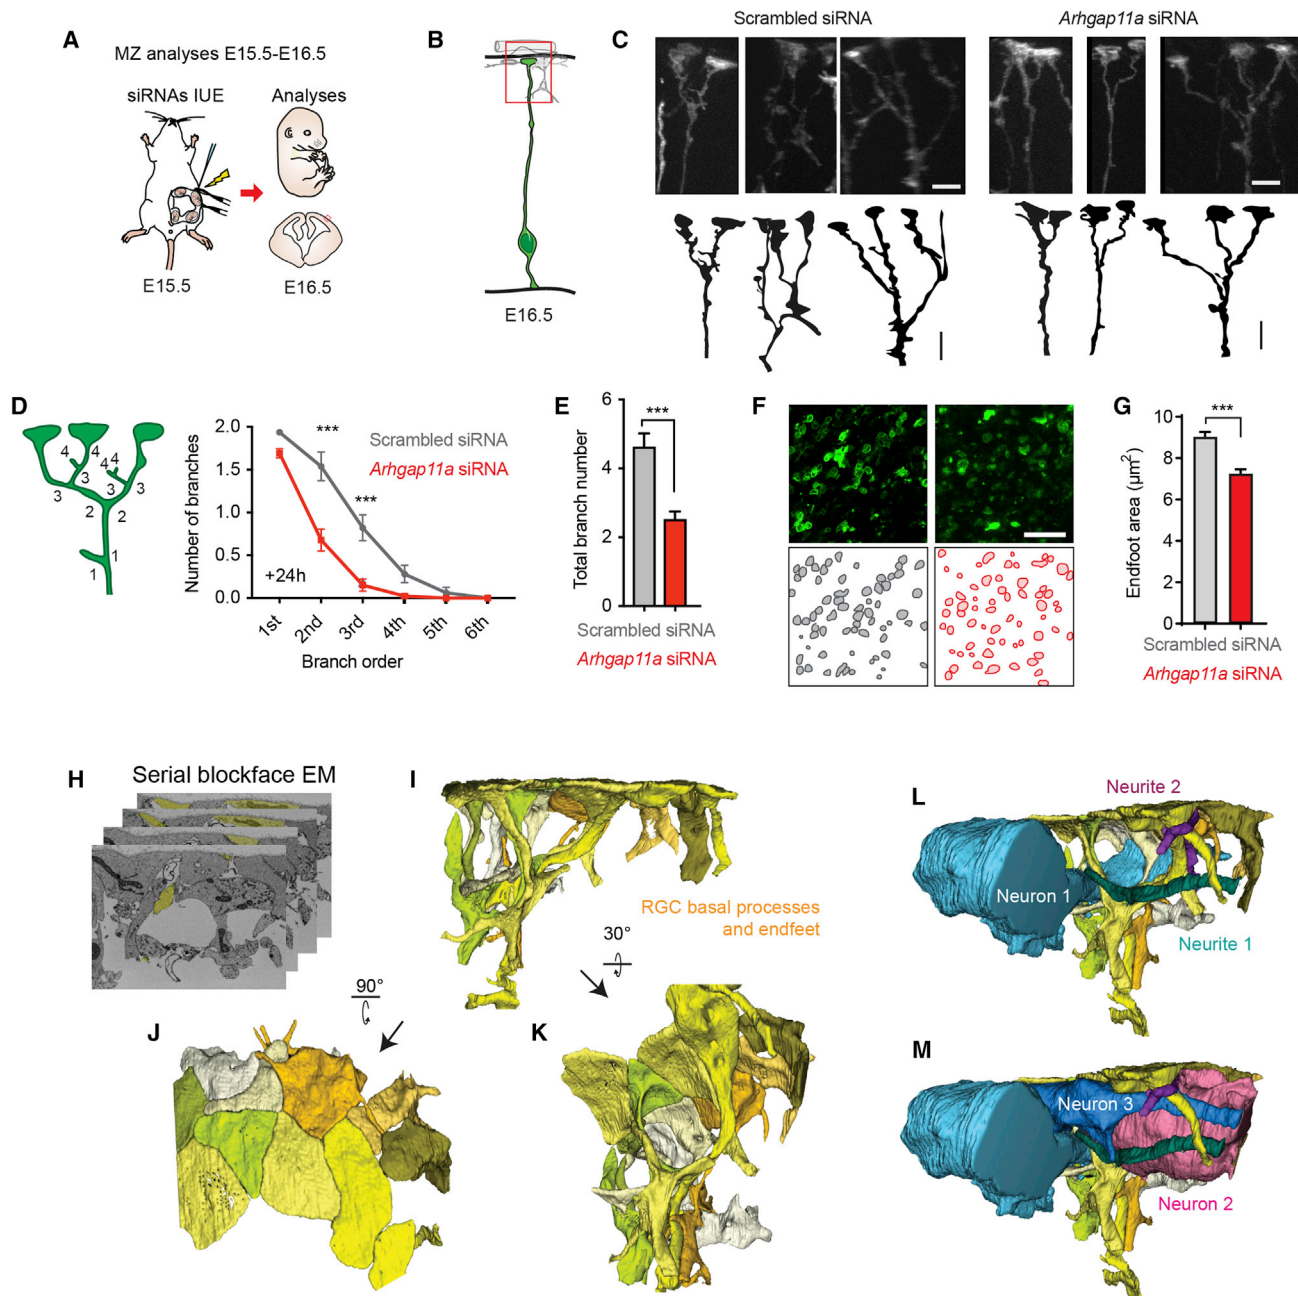 A
MZ analyses E15.5-E16.5
siRNAs IUE
Analyses
E15.5
E16.5
B
E16.5
C
Scrambled siRNA
Arhgap11a siRNA
D
4
4
4
4
3
3
3
3
2
2
1
1
Number of branches
2.0
1.5
1.0
0.5
0.0
***
***
Scrambled siRNA
Arhgap11a siRNA
+24h
1st
2nd
3rd
4th
5th
6th
Branch order
E
Total branch number
6
4
2
0
***
Scrambled siRNA
Arhgap11a siRNA
F
G
Endfoot area (µm²)
10
8
6
4
2
0
***
Scrambled siRNA
Arhgap11a siRNA
H
Serial blockface EM
I
RGC basal processes
and endfeet
90°
30°
J
K
L
Neurite 2
Neuron 1
Neurite 1
M
Neuron 3
Neuron 2